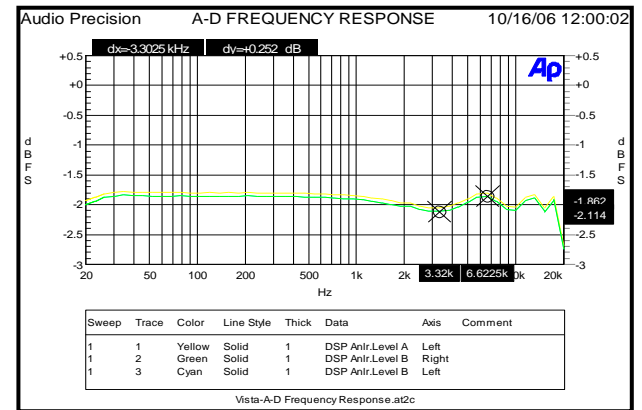 Audio Precision A-D FREQUENCY RESPONSE 10/16/06 12:00:02
dx=-3.3025 kHz dy=+0.252 dB
Ap
+0.5
+0
-0.5
-1
-1.5
-2
-2.5
-3
d
B
F
S
+0.5
+0
-0.5
-1
-1.5
-1.862
-2.114
-2.5
-3
d
B
F
S
20 50 100 200 500 1k 2k 3.32k 6.6225k 0k 20k
Hz
Sweep Trace Color Line Style Thick Data Axis Comment
1 1 Yellow Solid 1 DSP Anlr.Level A Left
1 2 Green Solid 1 DSP Anlr.Level B Right
1 3 Cyan Solid 1 DSP Anlr.Level B Left
Vista-A-D Frequency Response.at2c